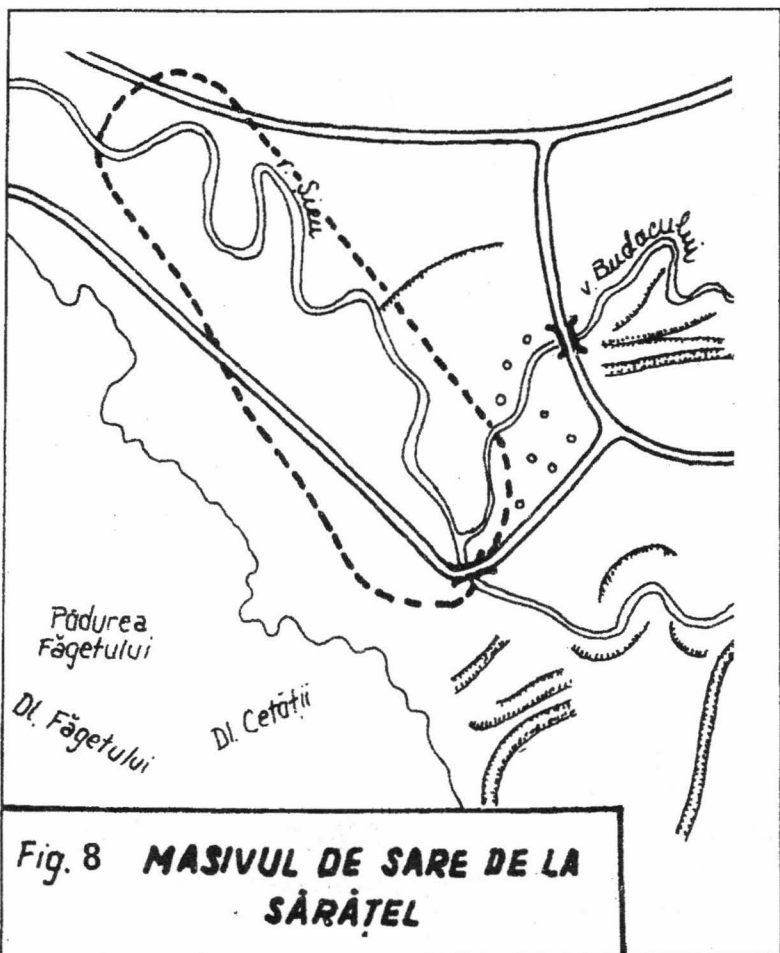 r. Șieu
v. Budacului
Pădurea
Făgetului
Dl. Făgetului
Dl. Cetății
Fig. 8 MASIVUL DE SARE DE LA
SĂRĂȚEL